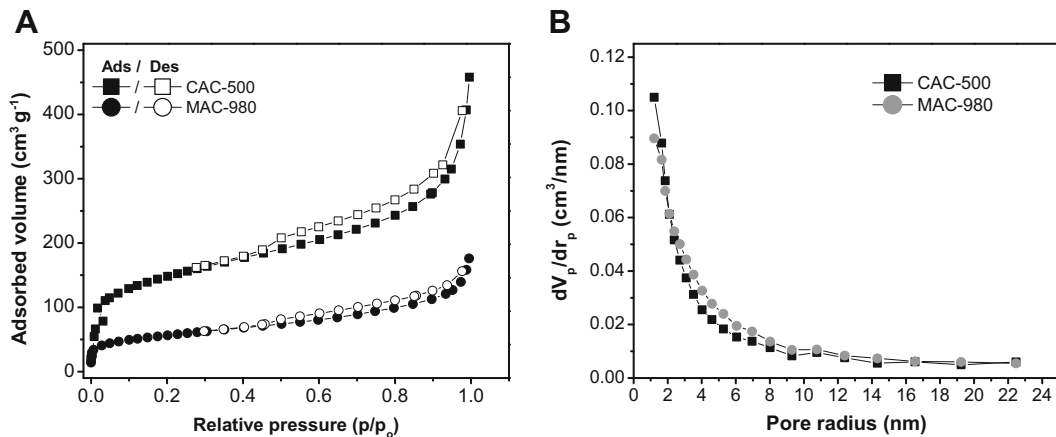 A
500
400
300
200
100
0
Adsorbed volume (cm³ g⁻¹)
Ads / Des
/ CAC-500
/ MAC-980
0.0 0.2 0.4 0.6 0.8 1.0
Relative pressure (p/pₒ)
B
0.12
0.10
0.08
0.06
0.04
0.02
0.00
dVₚ/drₚ (cm³/nm)
CAC-500
MAC-980
0 2 4 6 8 10 12 14 16 18 20 22 24
Pore radius (nm)